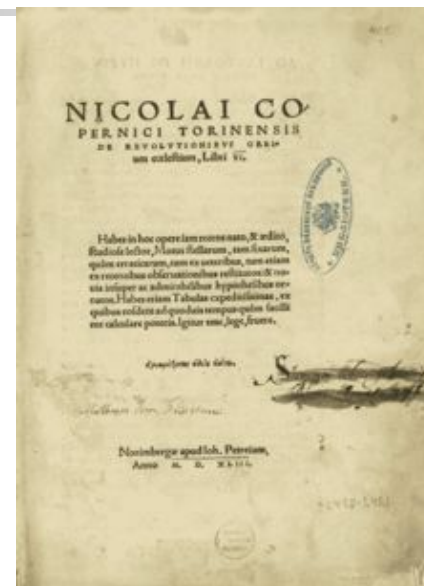 NICOLAI CO
PERNICI TORINENSIS
DE REVOLVTIONIBVS ORBI-
um cœlestium, Libri VI.
Habes in hoc opere iam recens nato, & ædito,
studiose lector, Motus stellarum, tam fixarum,
quàm erraticarum, cum ex ueteribus, tum etiam
ex recentibus obseruationibus restitutos: & no-
uis insuper ac admirabilibus hypothesibus or-
natos. Habes etiam Tabulas expeditissimas, ex
quibus eosdem ad quoduis tempus quàm facilli
me calculare poteris. Igitur eme, lege, fruere.
Norimbergæ apud Ioh. Petreium,
Anno M. D. XLIII.